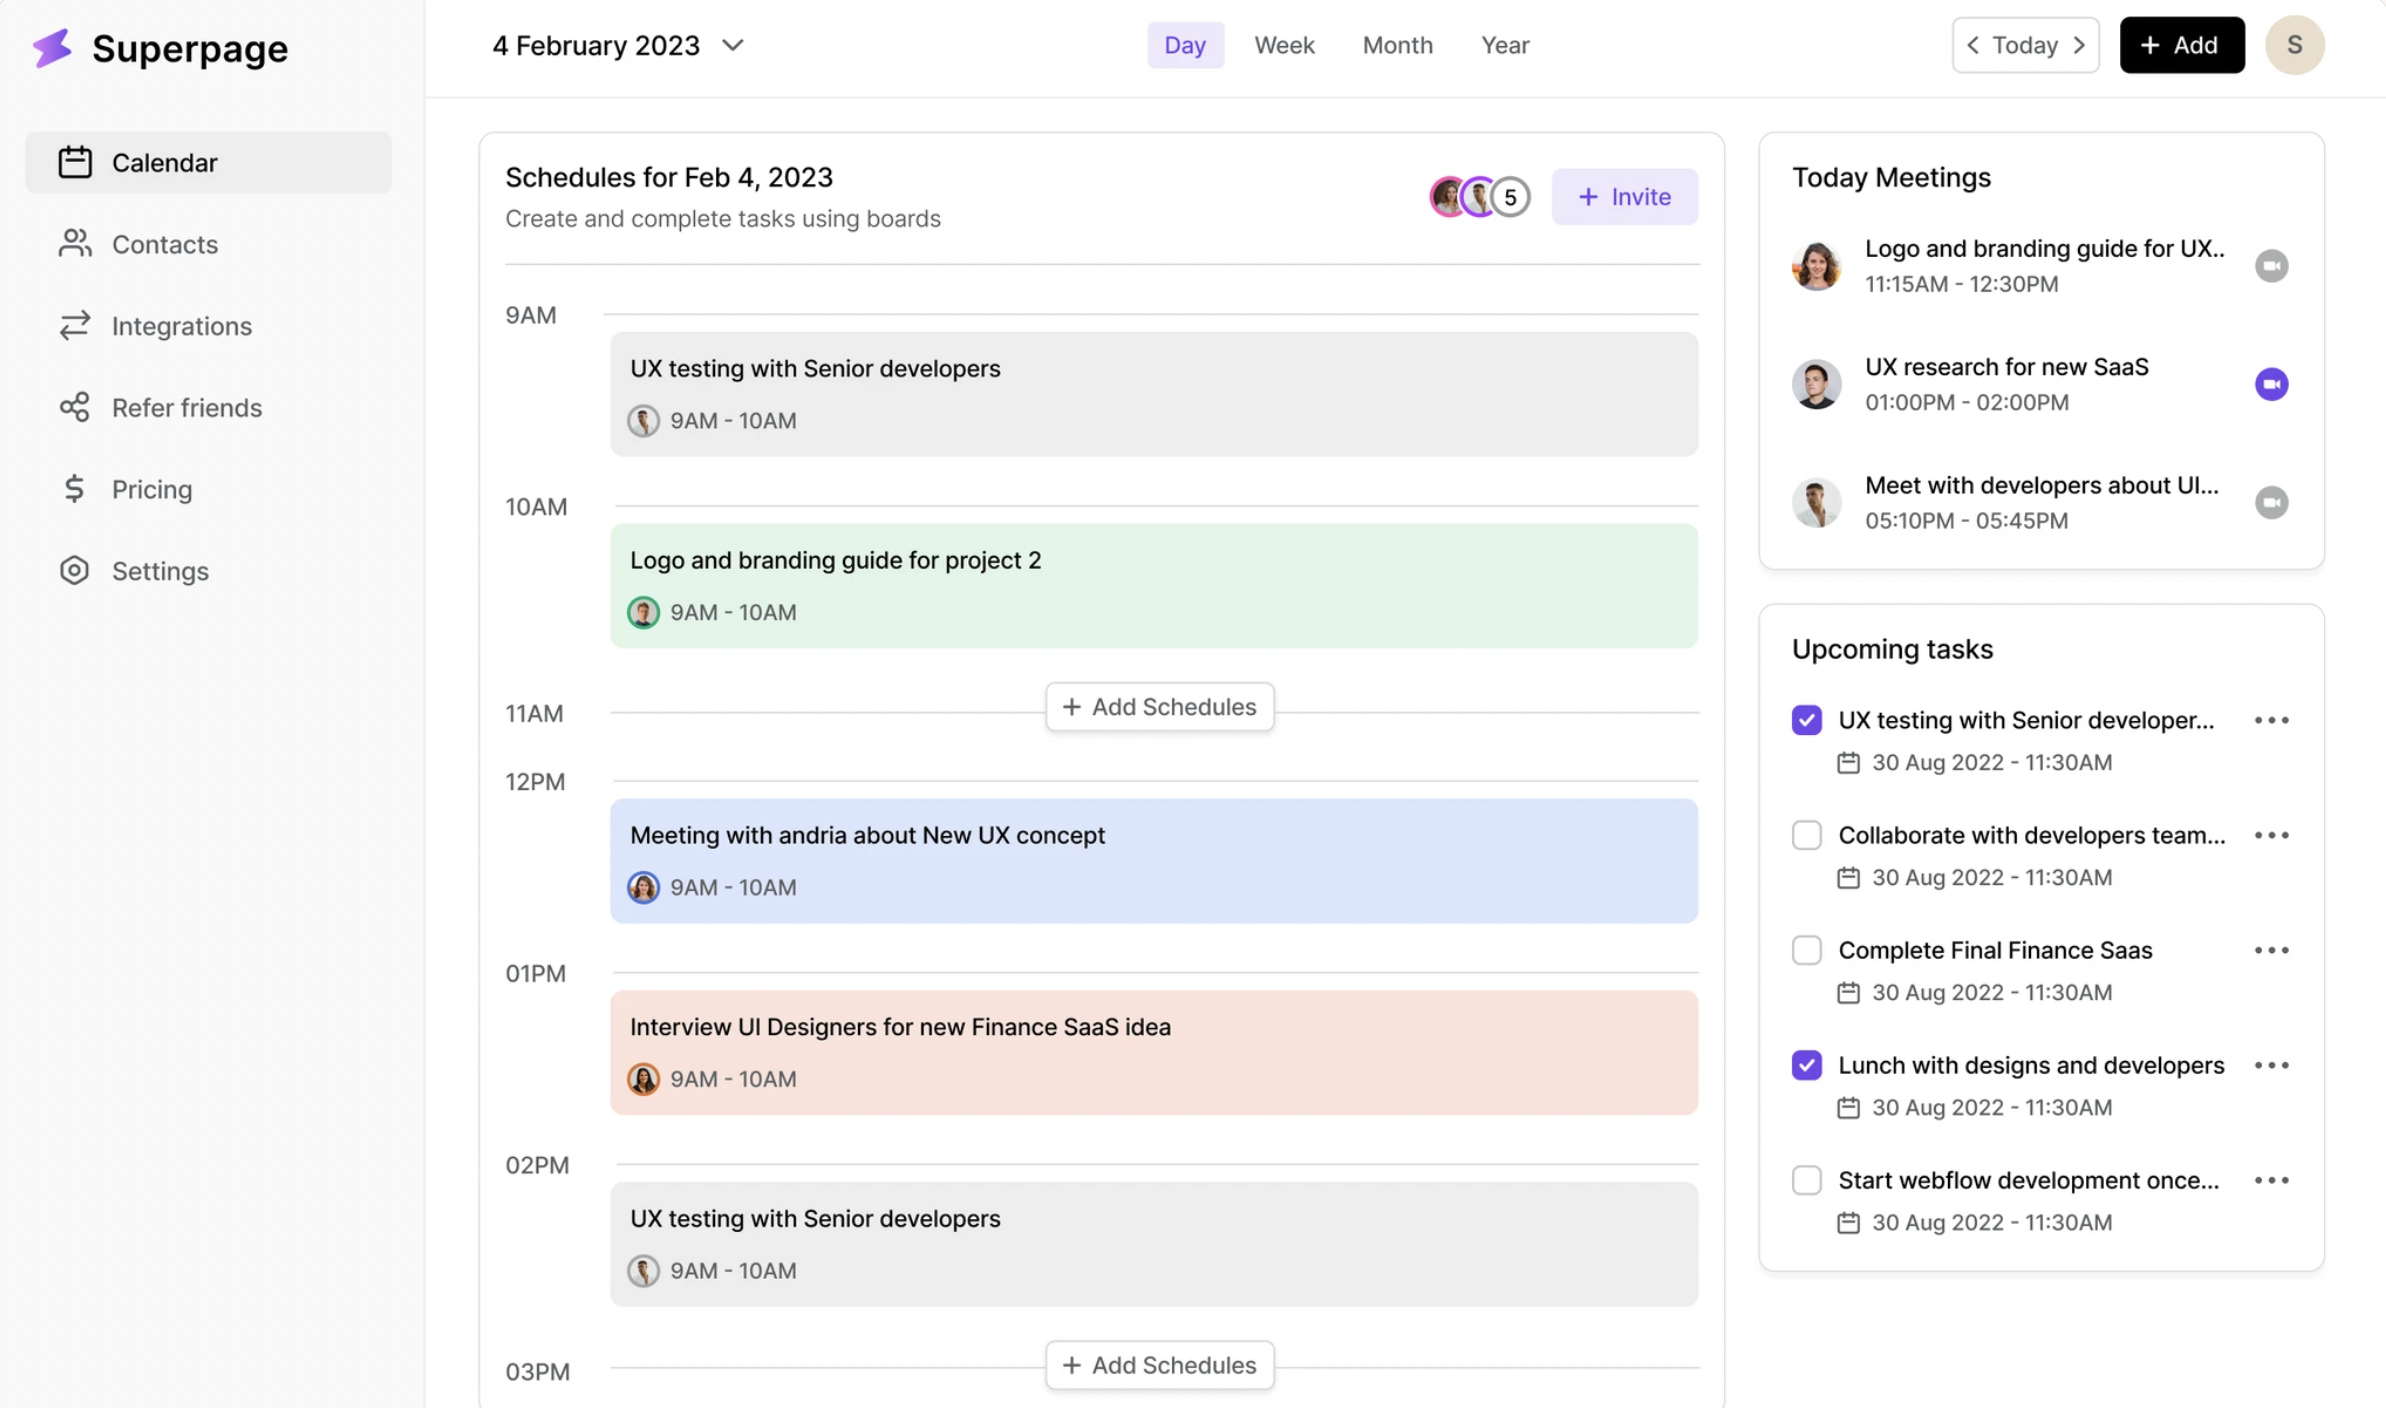 Superpage
Calendar
Contacts
Integrations
Refer friends
Pricing
Settings
4 February 2023
Day
Week
Month
Year
Today
Add
S
Schedules for Feb 4, 2023
Create and complete tasks using boards
5
+ Invite
9AM
UX testing with Senior developers
9AM - 10AM
10AM
Logo and branding guide for project 2
9AM - 10AM
11AM
+ Add Schedules
12PM
Meeting with andria about New UX concept
9AM - 10AM
01PM
Interview UI Designers for new Finance SaaS idea
9AM - 10AM
02PM
UX testing with Senior developers
9AM - 10AM
03PM
+ Add Schedules
Today Meetings
Logo and branding guide for UX..
11:15AM - 12:30PM
UX research for new SaaS
01:00PM - 02:00PM
Meet with developers about UI...
05:10PM - 05:45PM
Upcoming tasks
UX testing with Senior developer...
30 Aug 2022 - 11:30AM
Collaborate with developers team...
30 Aug 2022 - 11:30AM
Complete Final Finance Saas
30 Aug 2022 - 11:30AM
Lunch with designs and developers
30 Aug 2022 - 11:30AM
Start webflow development once...
30 Aug 2022 - 11:30AM